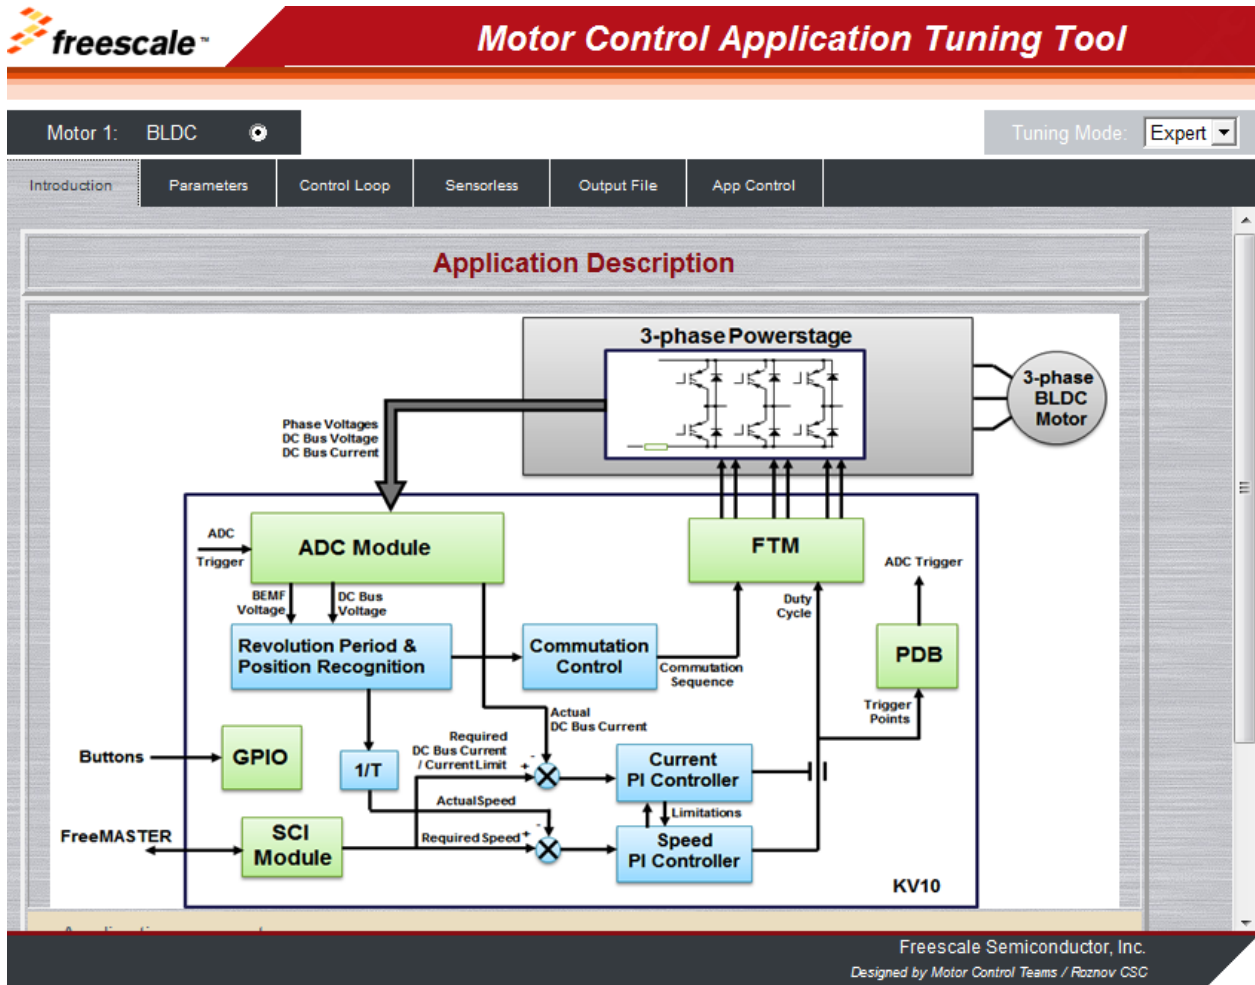 freescale™
Motor Control Application Tuning Tool
Motor 1: BLDC
Tuning Mode: Expert
Introduction Parameters Control Loop Sensorless Output File App Control
Application Description
3-phase Powerstage
3-phase
BLDC
Motor
Phase Voltages
DC Bus Voltage
DC Bus Current
ADC
Trigger
ADC Module
FTM
ADC Trigger
BEMF
Voltage
DC Bus
Voltage
Duty
Cycle
Revolution Period &
Position Recognition
Commutation
Control
Commutation
Sequence
PDB
Trigger
Points
Actual
DC Bus Current
Buttons
GPIO
1/T
Required
DC Bus Current
/ Current Limit
-
+
Current
PI Controller
Actual Speed
Limitations
FreeMASTER
SCI
Module
Required Speed
-
+
Speed
PI Controller
KV10
Freescale Semiconductor, Inc.
Designed by Motor Control Teams / Roznov CSC